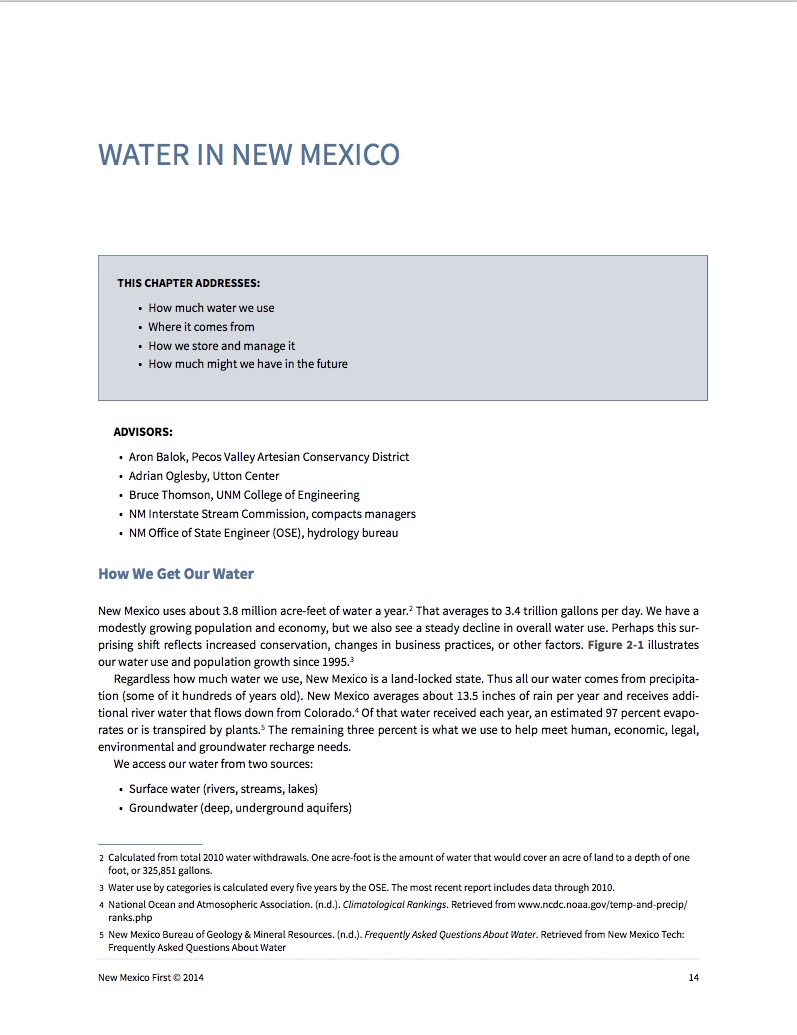 WATER IN NEW MEXICO
THIS CHAPTER ADDRESSES:
• How much water we use
• Where it comes from
• How we store and manage it
• How much might we have in the future
ADVISORS:
• Aron Balok, Pecos Valley Artesian Conservancy District
• Adrian Oglesby, Utton Center
• Bruce Thomson, UNM College of Engineering
• NM Interstate Stream Commission, compacts managers
• NM Office of State Engineer (OSE), hydrology bureau
How We Get Our Water
New Mexico uses about 3.8 million acre-feet of water a year.2 That averages to 3.4 trillion gallons per day. We have a
modestly growing population and economy, but we also see a steady decline in overall water use. Perhaps this sur-
prising shift reflects increased conservation, changes in business practices, or other factors. Figure 2-1 illustrates
our water use and population growth since 1995.3
Regardless how much water we use, New Mexico is a land-locked state. Thus all our water comes from precipita-
tion (some of it hundreds of years old). New Mexico averages about 13.5 inches of rain per year and receives addi-
tional river water that flows down from Colorado.4 Of that water received each year, an estimated 97 percent evapo-
rates or is transpired by plants.5 The remaining three percent is what we use to help meet human, economic, legal,
environmental and groundwater recharge needs.
We access our water from two sources:
• Surface water (rivers, streams, lakes)
• Groundwater (deep, underground aquifers)
2 Calculated from total 2010 water withdrawals. One acre-foot is the amount of water that would cover an acre of land to a depth of one
foot, or 325,851 gallons.
3 Water use by categories is calculated every five years by the OSE. The most recent report includes data through 2010.
4 National Ocean and Atmospheric Association. (n.d.). Climatological Rankings. Retrieved from www.ncdc.noaa.gov/temp-and-precip/
ranks.php
5 New Mexico Bureau of Geology & Mineral Resources. (n.d.). Frequently Asked Questions About Water. Retrieved from New Mexico Tech:
Frequently Asked Questions About Water
New Mexico First © 2014 14